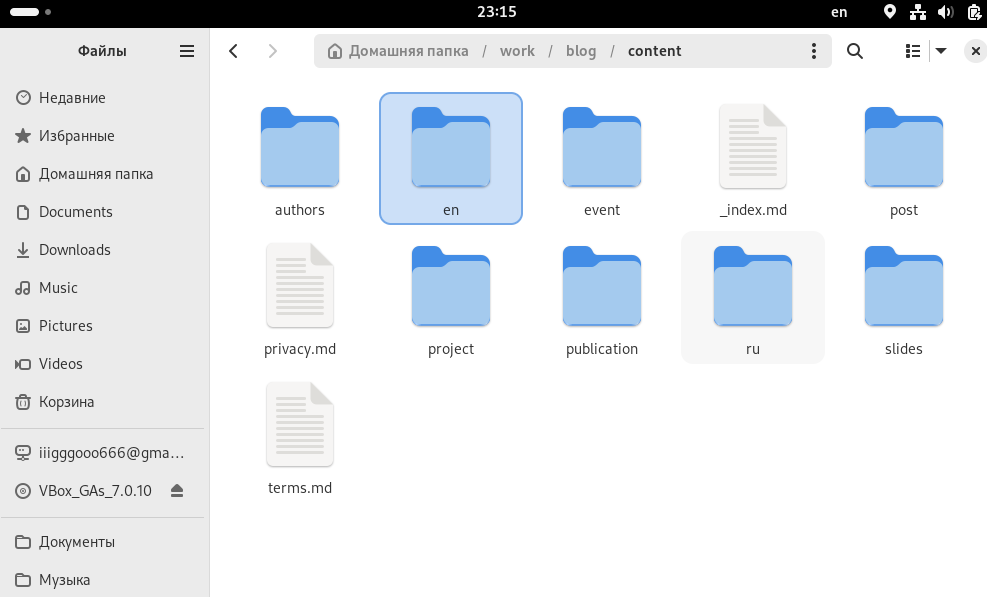 23:15
en
Файлы
Домашняя папка / work / blog / content
Недавние
Избранные
Домашняя папка
Documents
Downloads
Music
Pictures
Videos
Корзина
iiigggooo666@gma...
VBox_GAs_7.0.10
Документы
Музыка
authors
en
event
_index.md
post
privacy.md
project
publication
ru
slides
terms.md